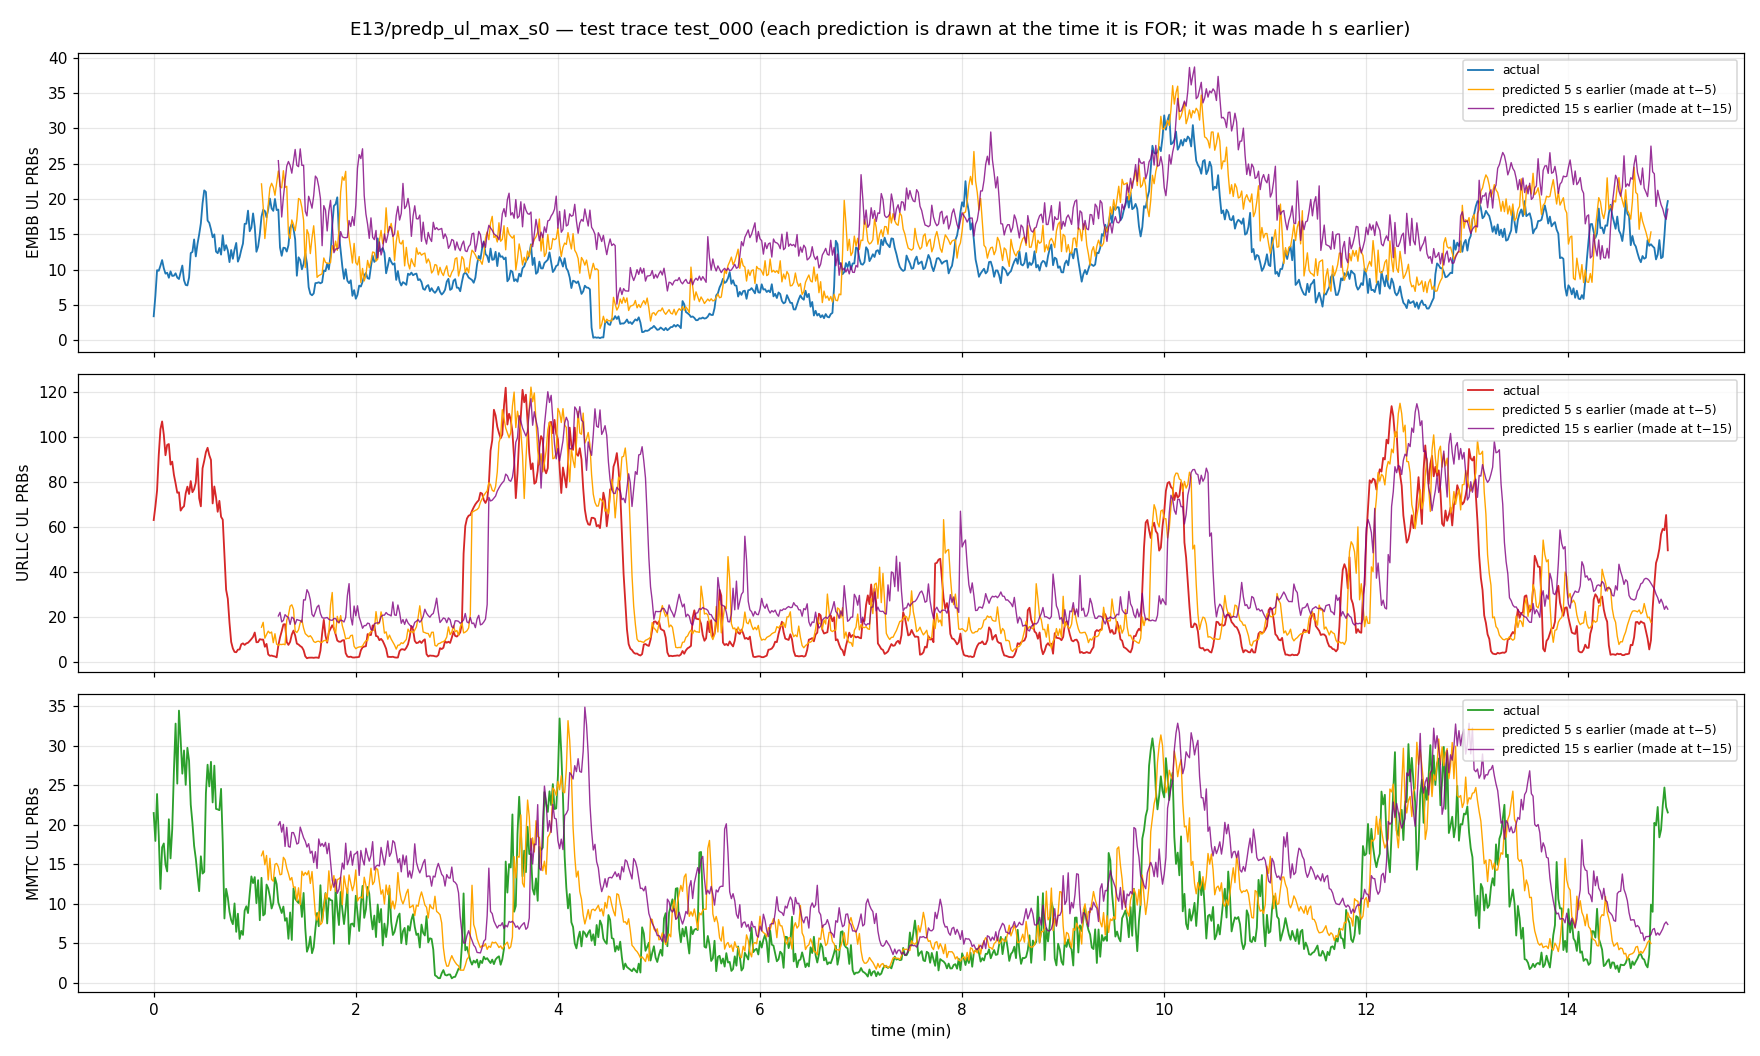 E13/predp_ul_max_s0 — test trace test_000 (each prediction is drawn at the time it is FOR; it was made h s earlier)
EMBB UL PRBs
40
35
30
25
20
15
10
5
0
actual
predicted 5 s earlier (made at t−5)
predicted 15 s earlier (made at t−15)
URLLC UL PRBs
120
100
80
60
40
20
0
actual
predicted 5 s earlier (made at t−5)
predicted 15 s earlier (made at t−15)
MMTC UL PRBs
35
30
25
20
15
10
5
0
actual
predicted 5 s earlier (made at t−5)
predicted 15 s earlier (made at t−15)
0 2 4 6 8 10 12 14
time (min)